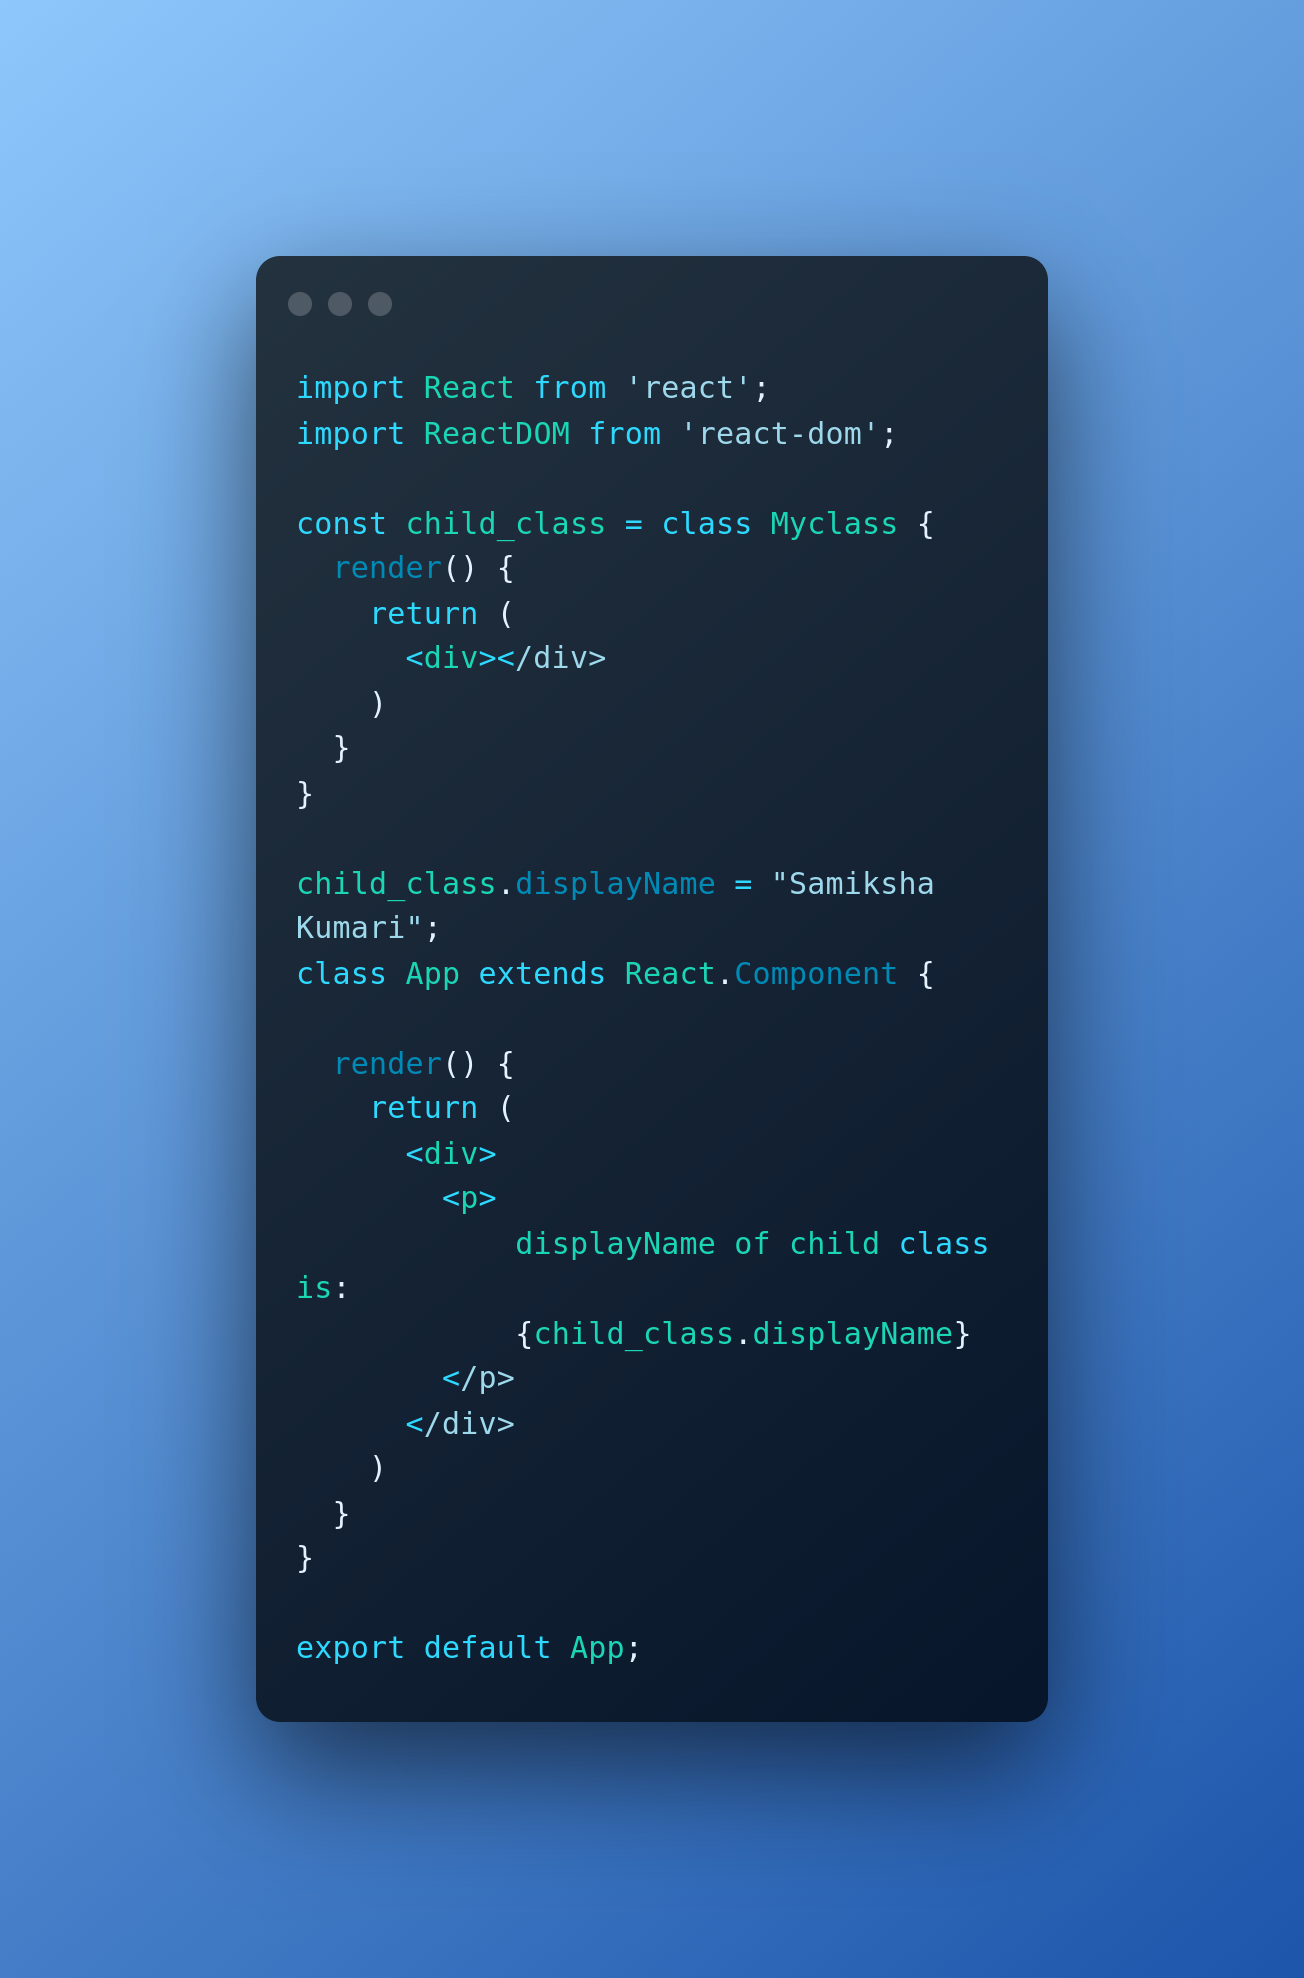 import React from 'react';
import ReactDOM from 'react-dom';

const child_class = class Myclass {
  render() {
    return (
      <div></div>
    )
  }
}

child_class.displayName = "Samiksha
Kumari";
class App extends React.Component {

  render() {
    return (
      <div>
        <p>
            displayName of child class
is:
            {child_class.displayName}
        </p>
      </div>
    )
  }
}

export default App;